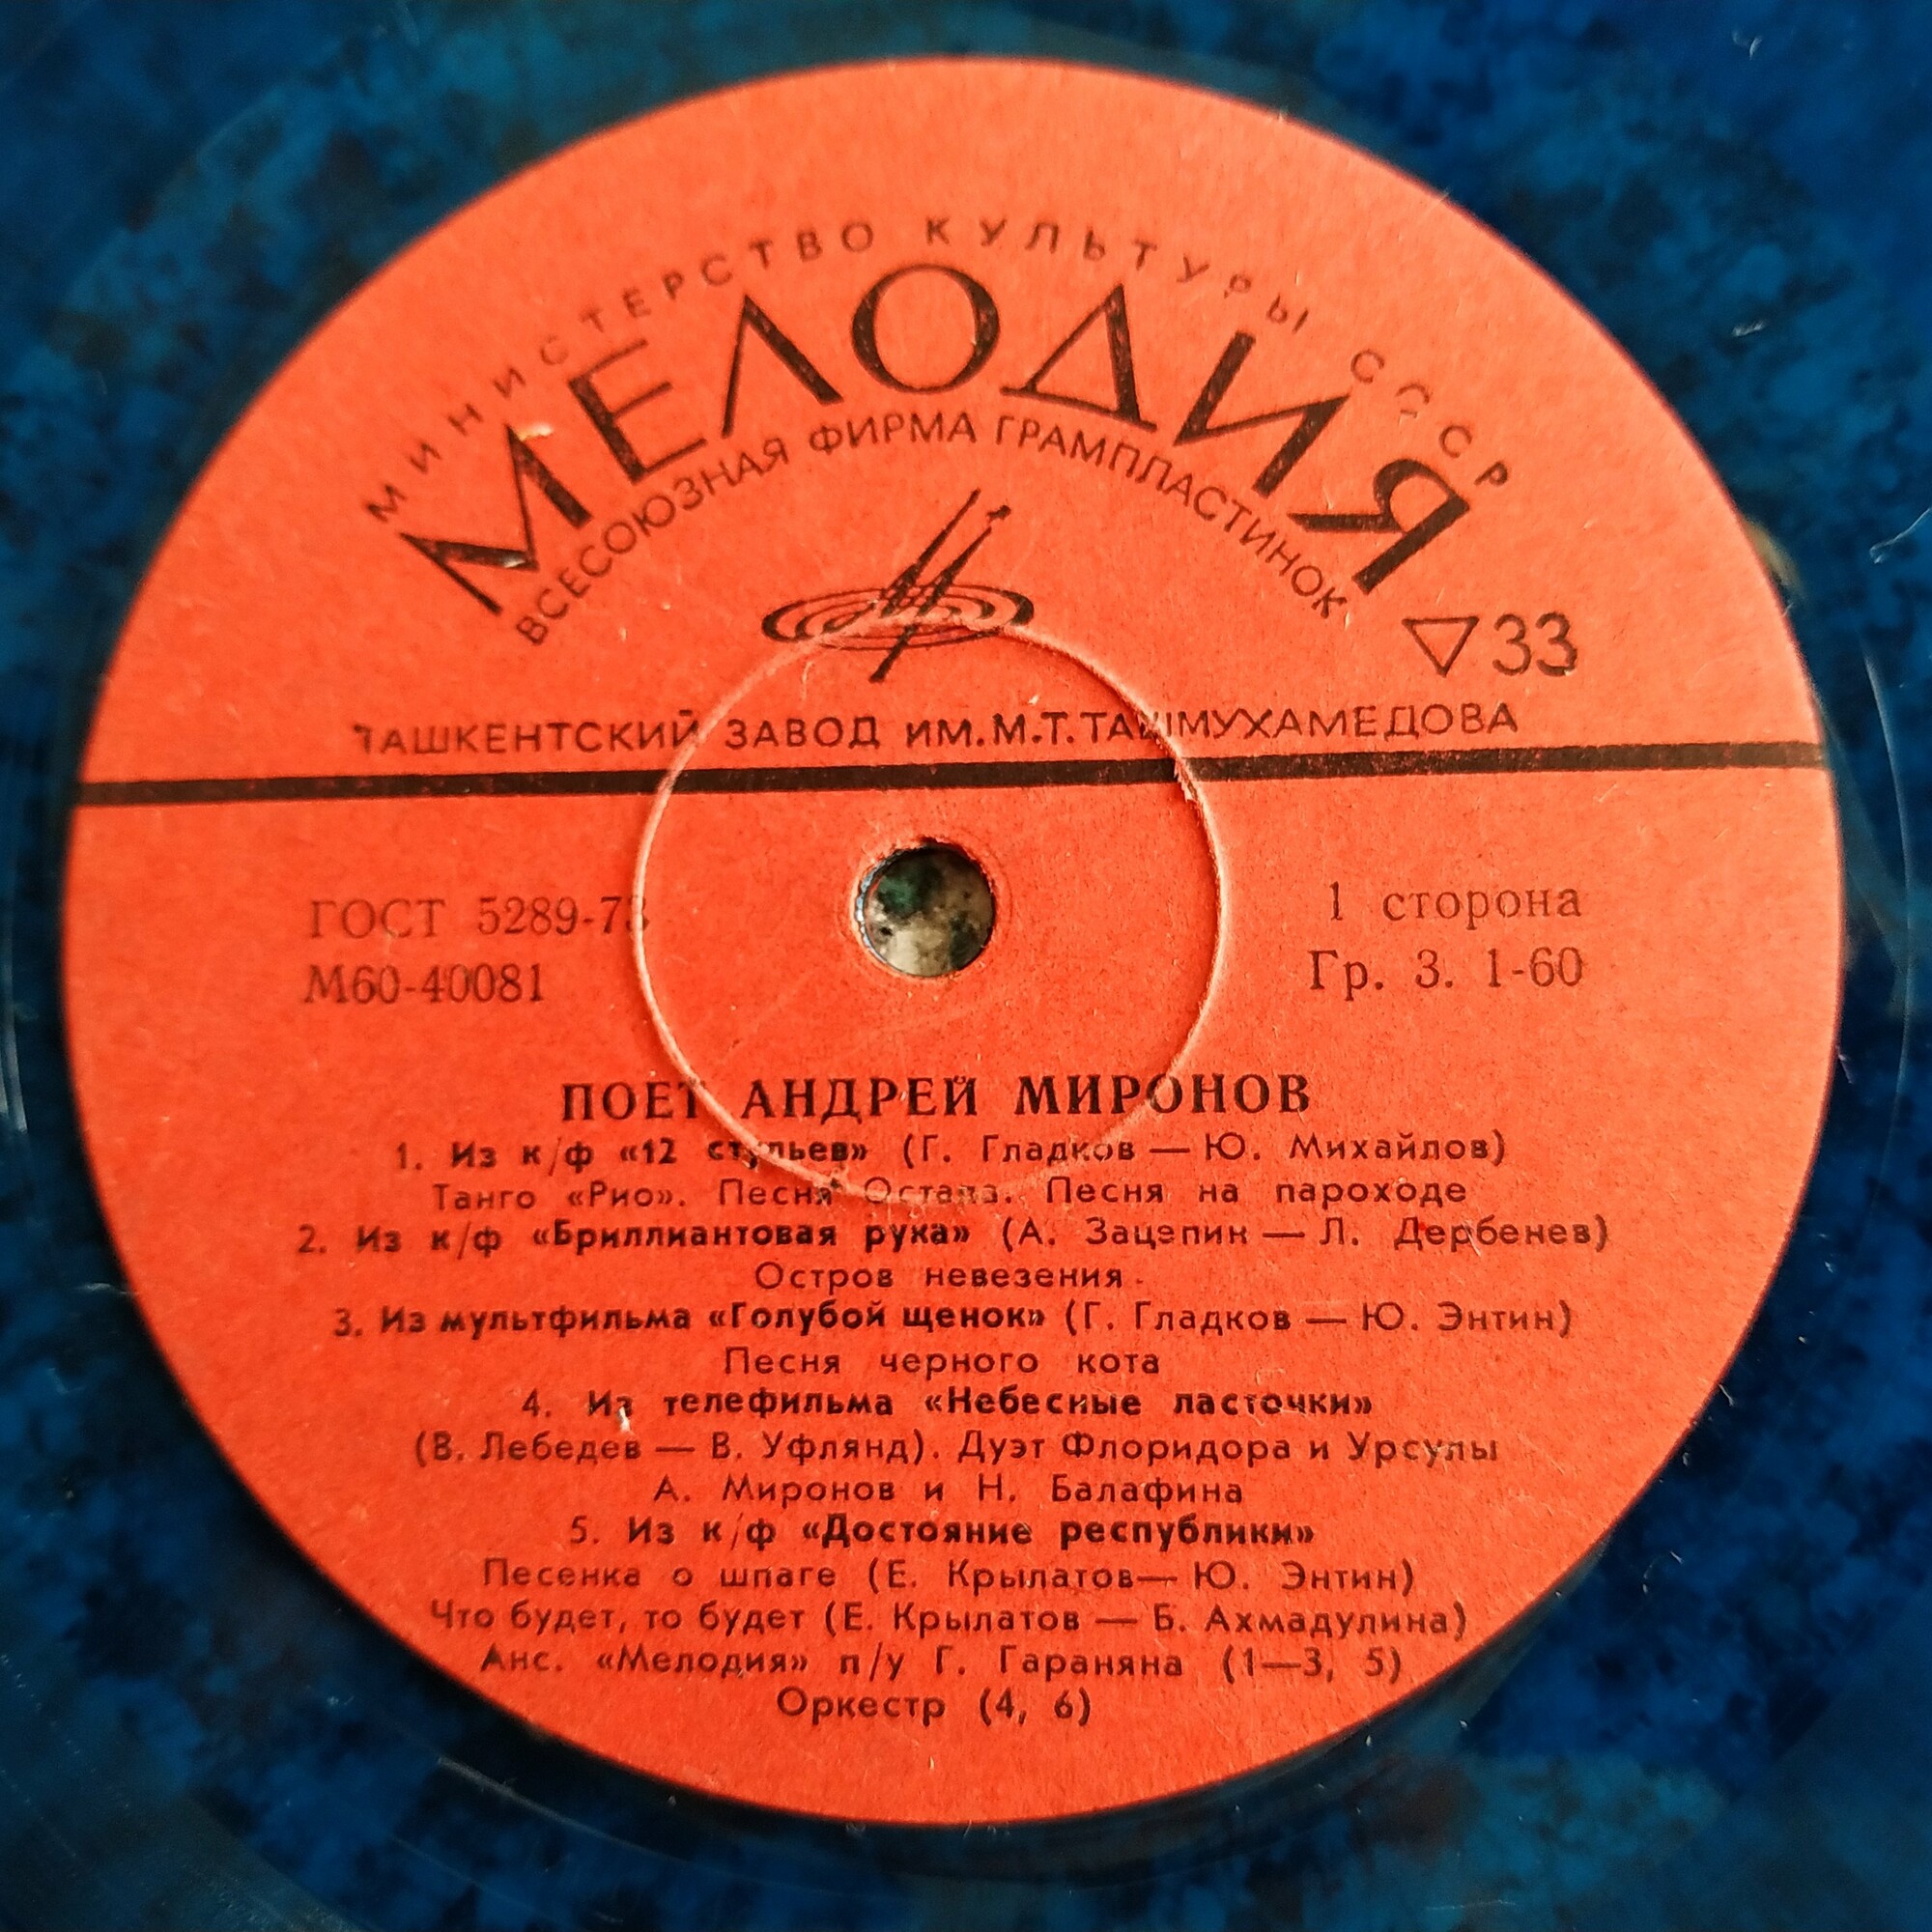 МИНИСТЕРСТВО КУЛЬТУРЫ СССР
МЕЛОДИЯ
ВСЕСОЮЗНАЯ ФИРМА ГРАМПЛАСТИНОК
▽33
ТАШКЕНТСКИЙ ЗАВОД ИМ.М.Т.ТАШМУХАМЕДОВА
ГОСТ 5289-73
М60-40081
1 сторона
Гр. 3. 1-60
ПОЕТ АНДРЕЙ МИРОНОВ
1. Из к/ф «12 стульев» (Г. Гладков — Ю. Михайлов)
Танго «Рио». Песня Остапа. Песня на пароходе
2. Из к/ф «Бриллиантовая рука» (А. Зацепин — Л. Дербенев)
Остров невезения.
3. Из мультфильма «Голубой щенок» (Г. Гладков — Ю. Энтин)
Песня черного кота
4. Из телефильма «Небесные ласточки»
(В. Лебедев — В. Уфлянд). Дуэт Флоридора и Урсулы
А. Миронов и Н. Балафина
5. Из к/ф «Достояние республики»
Песенка о шпаге (Е. Крылатов— Ю. Энтин)
Что будет, то будет (Е. Крылатов — Б. Ахмадулина)
Анс. «Мелодия» п/у Г. Гараняна (1—3, 5)
Оркестр (4, 6)